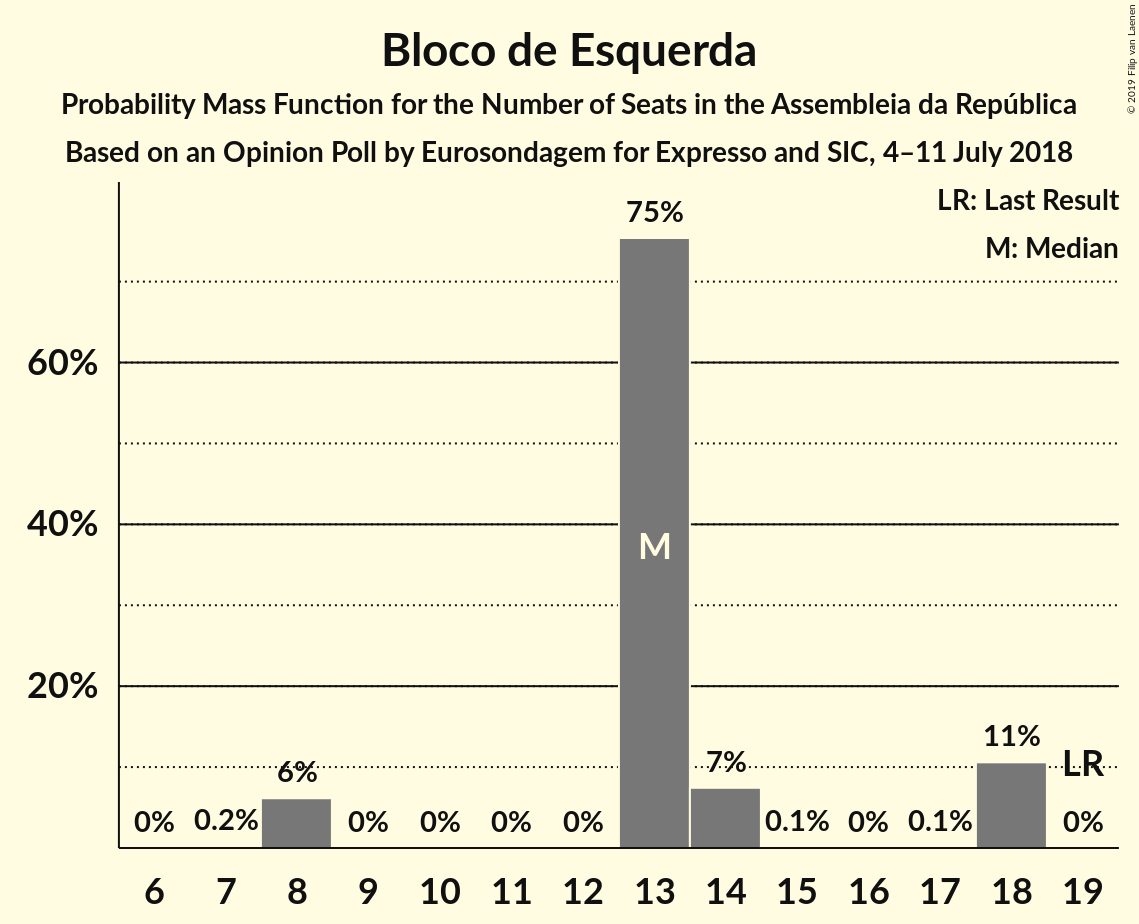 Bloco de Esquerda
Probability Mass Function for the Number of Seats in the Assembleia da República
Based on an Opinion Poll by Eurosondagem for Expresso and SIC, 4–11 July 2018
© 2019 Filip van Laenen
LR: Last Result
M: Median
75%
60%
40%
M
20%
11%
7%
LR
6%
0% 0.2% 0% 0% 0% 0% 0.1% 0% 0.1% 0%
6 7 8 9 10 11 12 13 14 15 16 17 18 19